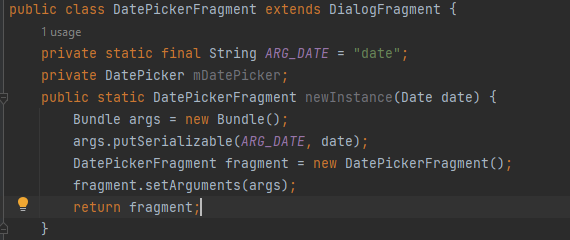 public class DatePickerFragment extends DialogFragment {
1 usage
private static final String ARG_DATE = "date";
private DatePicker mDatePicker;
public static DatePickerFragment newInstance(Date date) {
Bundle args = new Bundle();
args.putSerializable(ARG_DATE, date);
DatePickerFragment fragment = new DatePickerFragment();
fragment.setArguments(args);
return fragment;
}